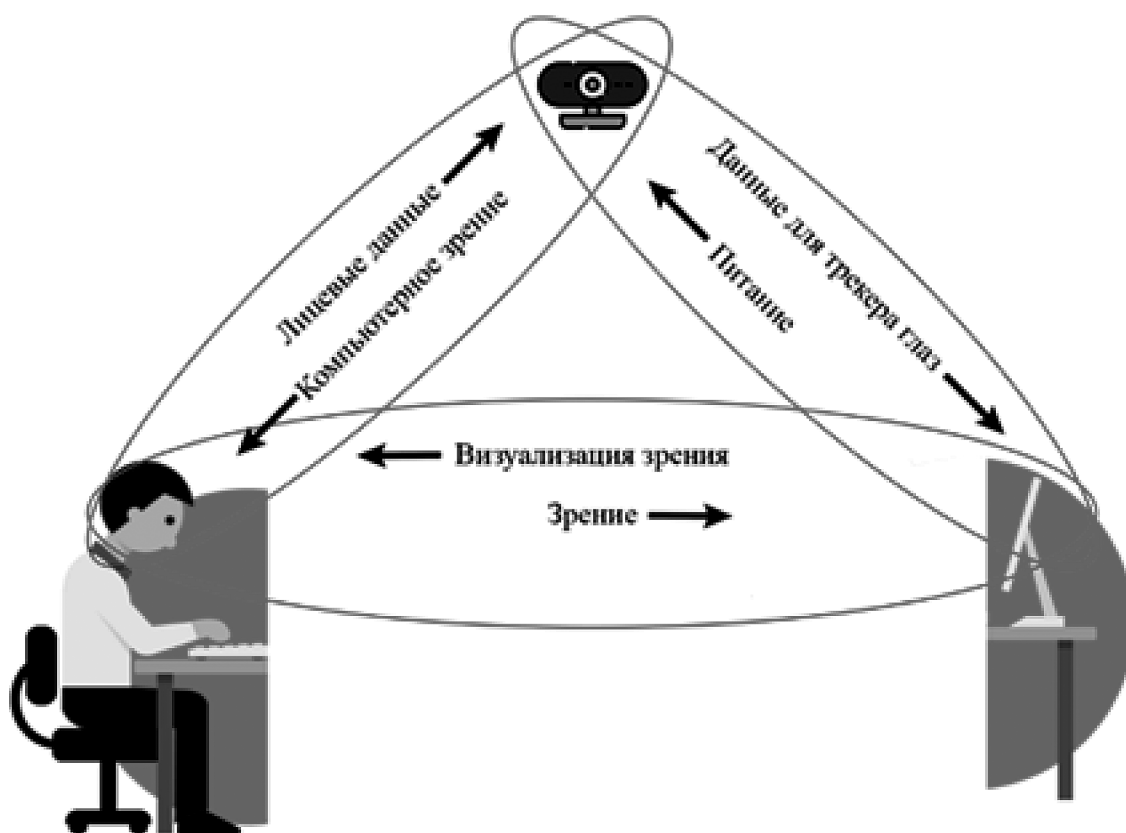 Лицевые данные
Компьютерное зрение
Данные для трекера глаз
Питание
Визуализация зрения
Зрение